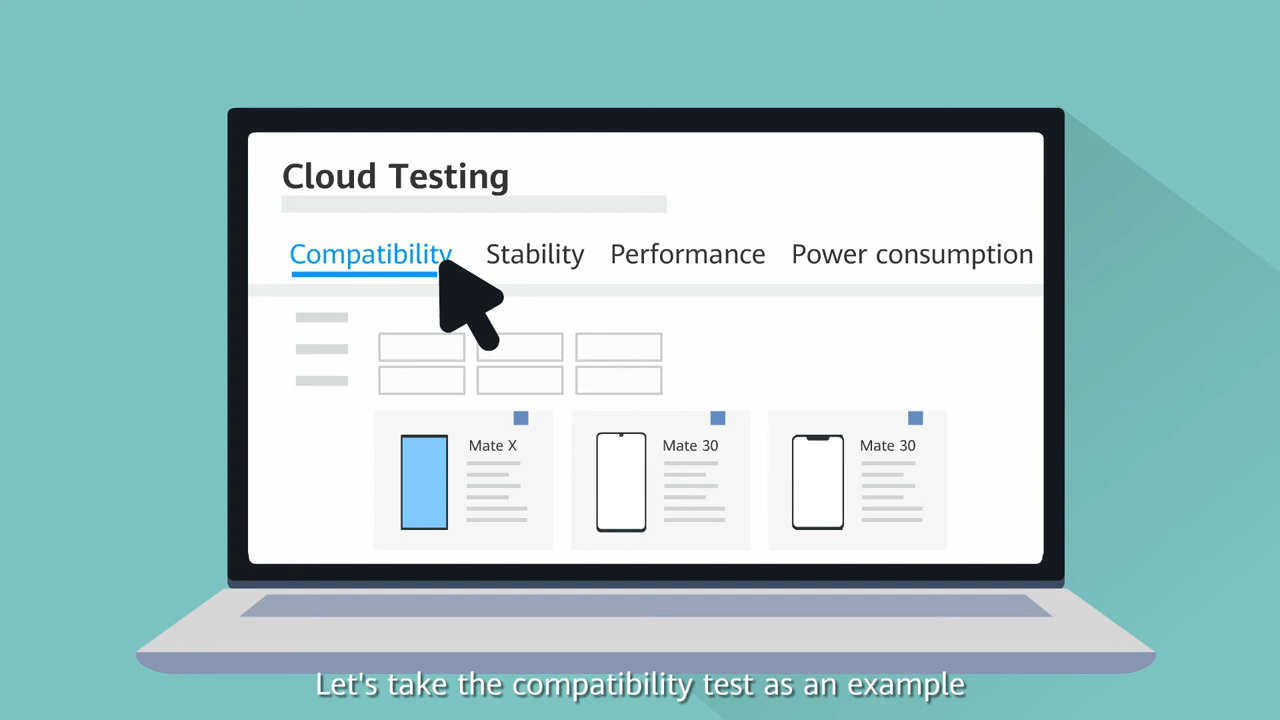 Cloud Testing
Compatibility Stability Performance Power consumption
Mate X Mate 30 Mate 30
Let's take the compatibility test as an example